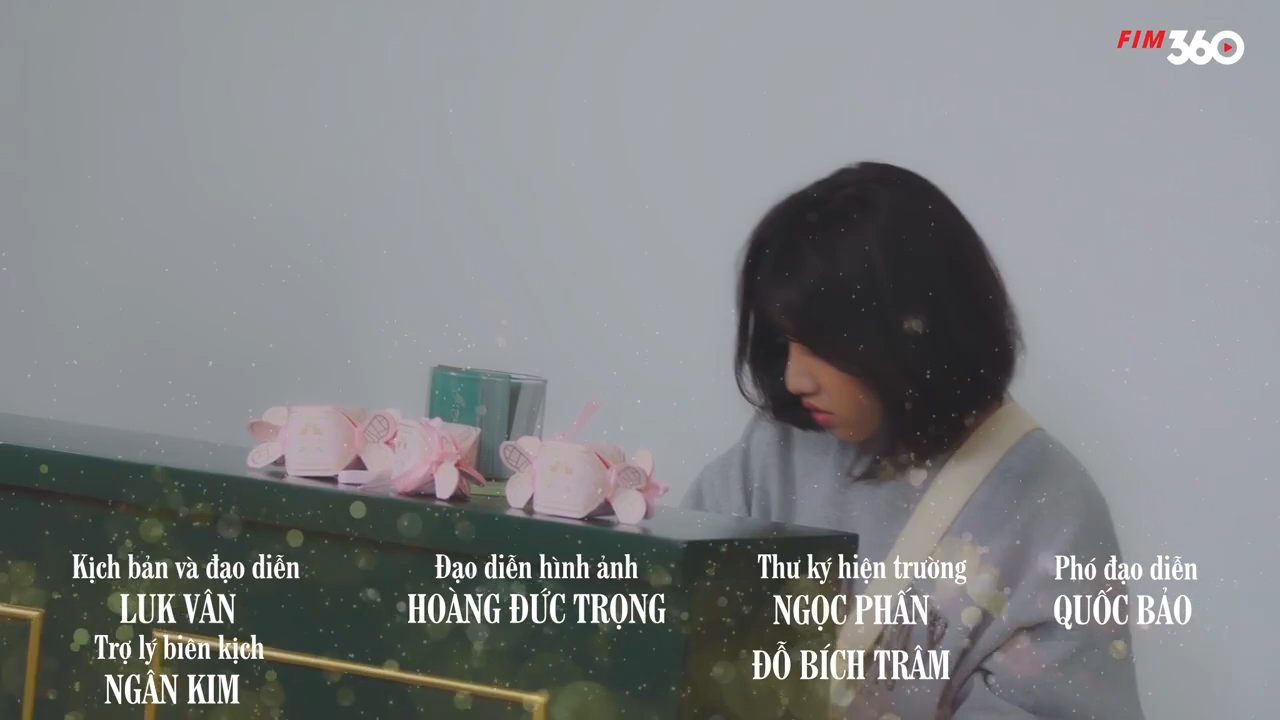 FIM360
Kịch bản và đạo diễn
LUK VÂN
Trợ lý biên kịch
NGÂN KIM
Đạo diễn hình ảnh
HOÀNG ĐỨC TRỌNG
Thư ký hiện trường
NGỌC PHẤN
ĐỖ BÍCH TRÂM
Phó đạo diễn
QUỐC BẢO